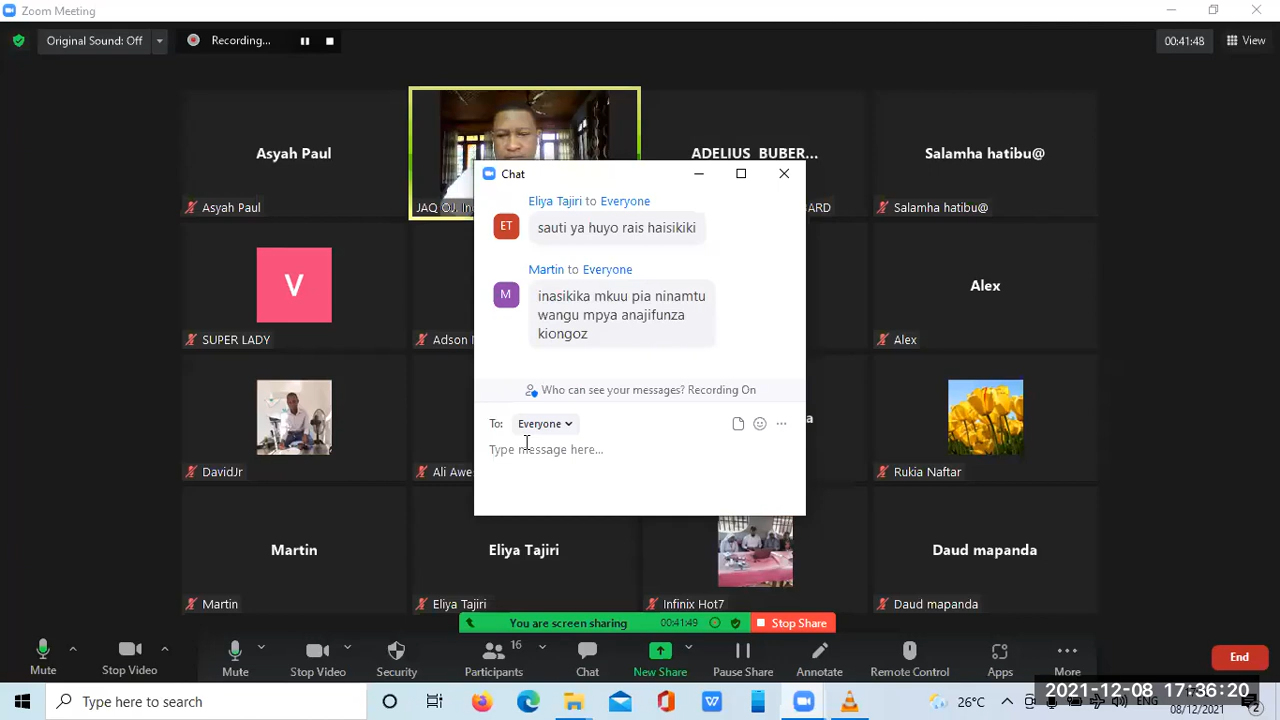 Zoom Meeting
Original Sound: Off
Recording...
00:41:48
View
Asyah Paul
ADELIUS BUBER...
Salamha hatibu@
Asyah Paul
JAQ OJ, In
ARD
Salamha hatibu@
Chat
Eliya Tajiri to Everyone
ET
sauti ya huyo rais haisikiki
Martin to Everyone
M
inasikika mkuu pia ninamtu
wangu mpya anajifunza
kiongoz
Who can see your messages? Recording On
To: Everyone
Type message here...
V
Alex
SUPER LADY
Adson
Alex
a
DavidJr
Ali Awe
Rukia Naftar
Martin
Eliya Tajiri
Daud mapanda
Martin
Eliya Tajiri
Infinix Hot7
Daud mapanda
You are screen sharing
00:41:49
Stop Share
16
Mute
Stop Video
Mute
Stop Video
Security
Participants
Chat
New Share
Pause Share
Annotate
Remote Control
Apps
More
End
Type here to search
26°C
ENG
2021-12-08 17:36:20
08/12/2021
2